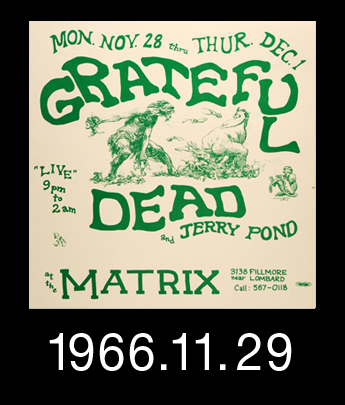 MON. NOV. 28 thru THUR. DEC. 1
GRATEFUL
"LIVE"
9pm
to
2am
DEAD
and JERRY POND
at the MATRIX
3138 FILLMORE
near LOMBARD
Call: 567-0118
1966.11.29